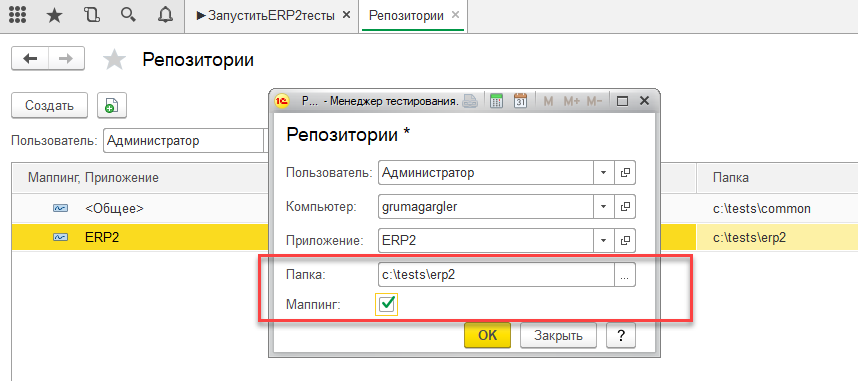 ►ЗапуститьERP2тесты ×
Репозитории ×
Репозитории
Создать
Пользователь: Администратор
Маппинг, Приложение
Папка
<Общее>
c:\tests\common
ERP2
c:\tests\erp2
Р... - Менеджер тестирования.
31
M M+ M-
Репозитории *
Пользователь: Администратор
Компьютер: grumagargler
Приложение: ERP2
Папка: c:\tests\erp2 ...
Маппинг:
OK Закрыть ?